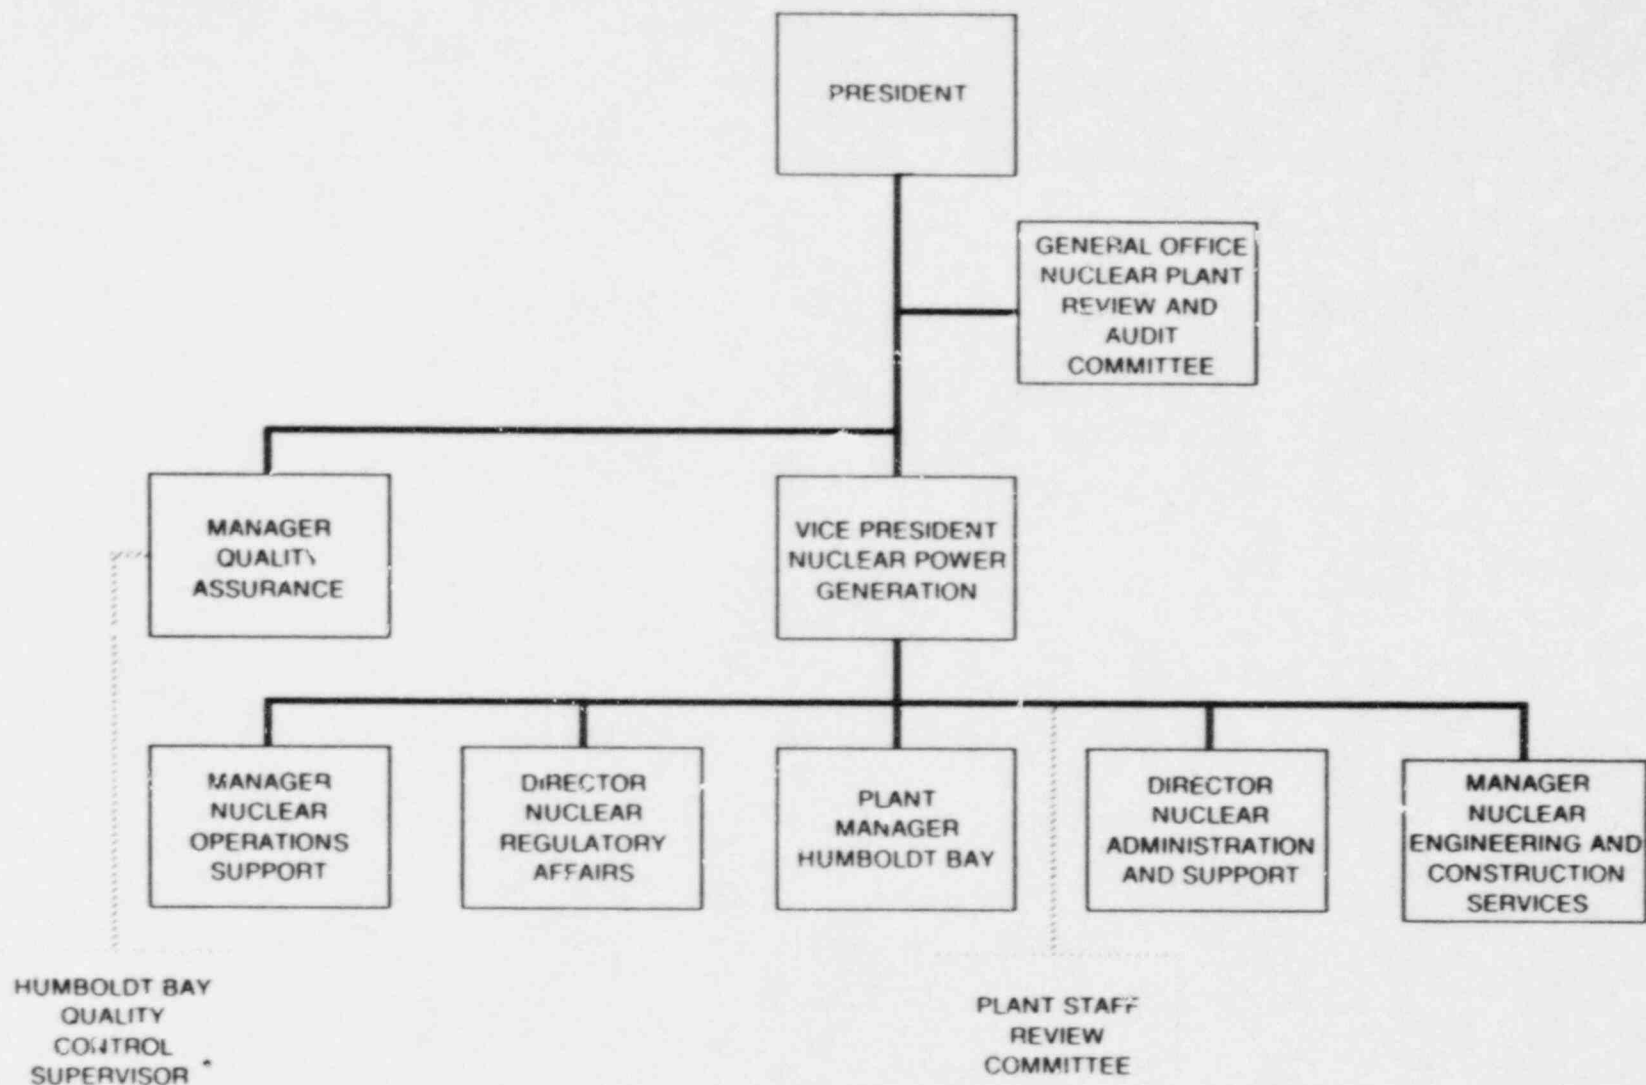 PRESIDENT
GENERAL OFFICE
NUCLEAR PLANT
REVIEW AND
AUDIT
COMMITTEE
MANAGER
QUALITY
ASSURANCE
VICE PRESIDENT
NUCLEAR POWER
GENERATION
MANAGER
NUCLEAR
OPERATIONS
SUPPORT
DIRECTOR
NUCLEAR
REGULATORY
AFFAIRS
PLANT
MANAGER
HUMBOLDT BAY
DIRECTOR
NUCLEAR
ADMINISTRATION
AND SUPPORT
MANAGER
NUCLEAR
ENGINEERING AND
CONSTRUCTION
SERVICES
HUMBOLDT BAY
QUALITY
CONTROL
SUPERVISOR *
PLANT STAFF
REVIEW
COMMITTEE